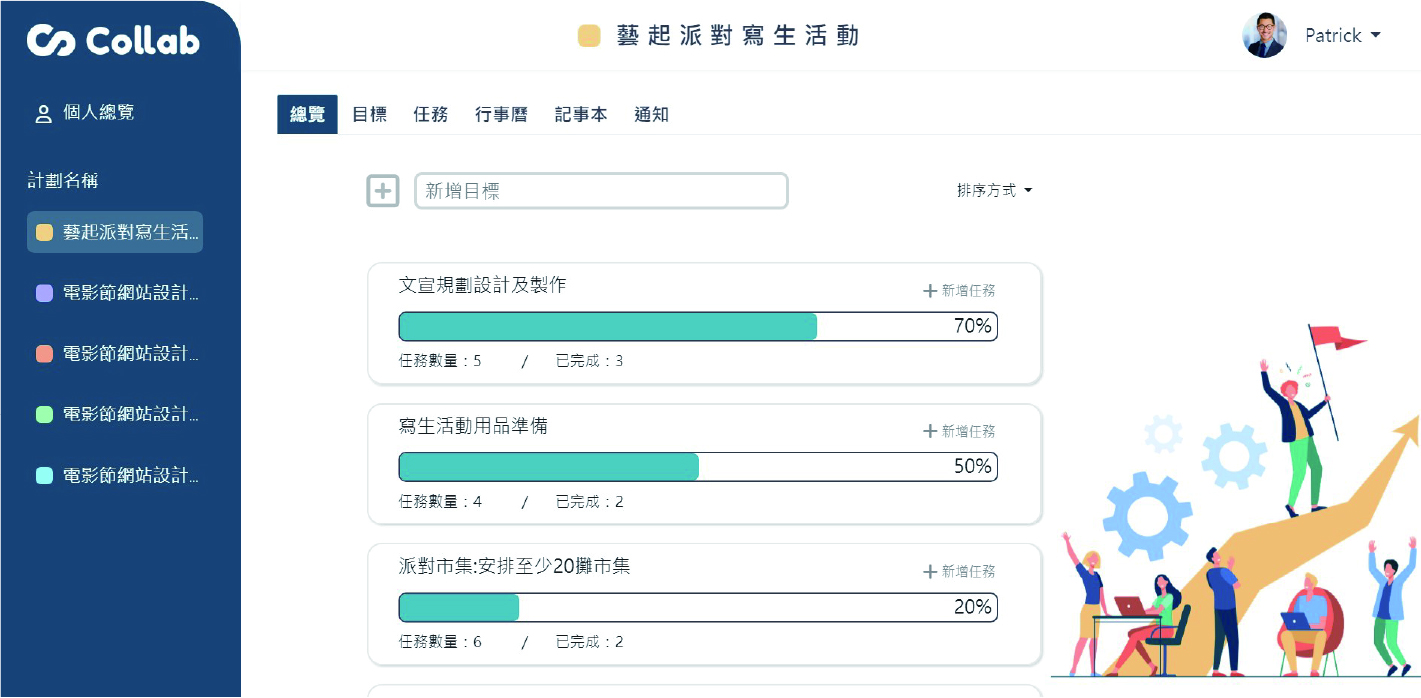 Collab
個人總覽
計劃名稱
藝起派對寫生活...
電影節網站設計...
電影節網站設計...
電影節網站設計...
電影節網站設計...
藝起派對寫生活動
Patrick
總覽 目標 任務 行事曆 記事本 通知
新增目標
排序方式
文宣規劃設計及製作
新增任務
70%
任務數量：5 / 已完成：3
寫生活動用品準備
新增任務
50%
任務數量：4 / 已完成：2
派對市集:安排至少20攤市集
新增任務
20%
任務數量：6 / 已完成：2